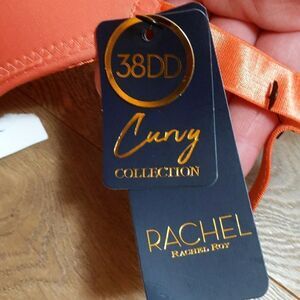 38DD
Curvy
COLLECTION
RACHEL
RACHEL ROY